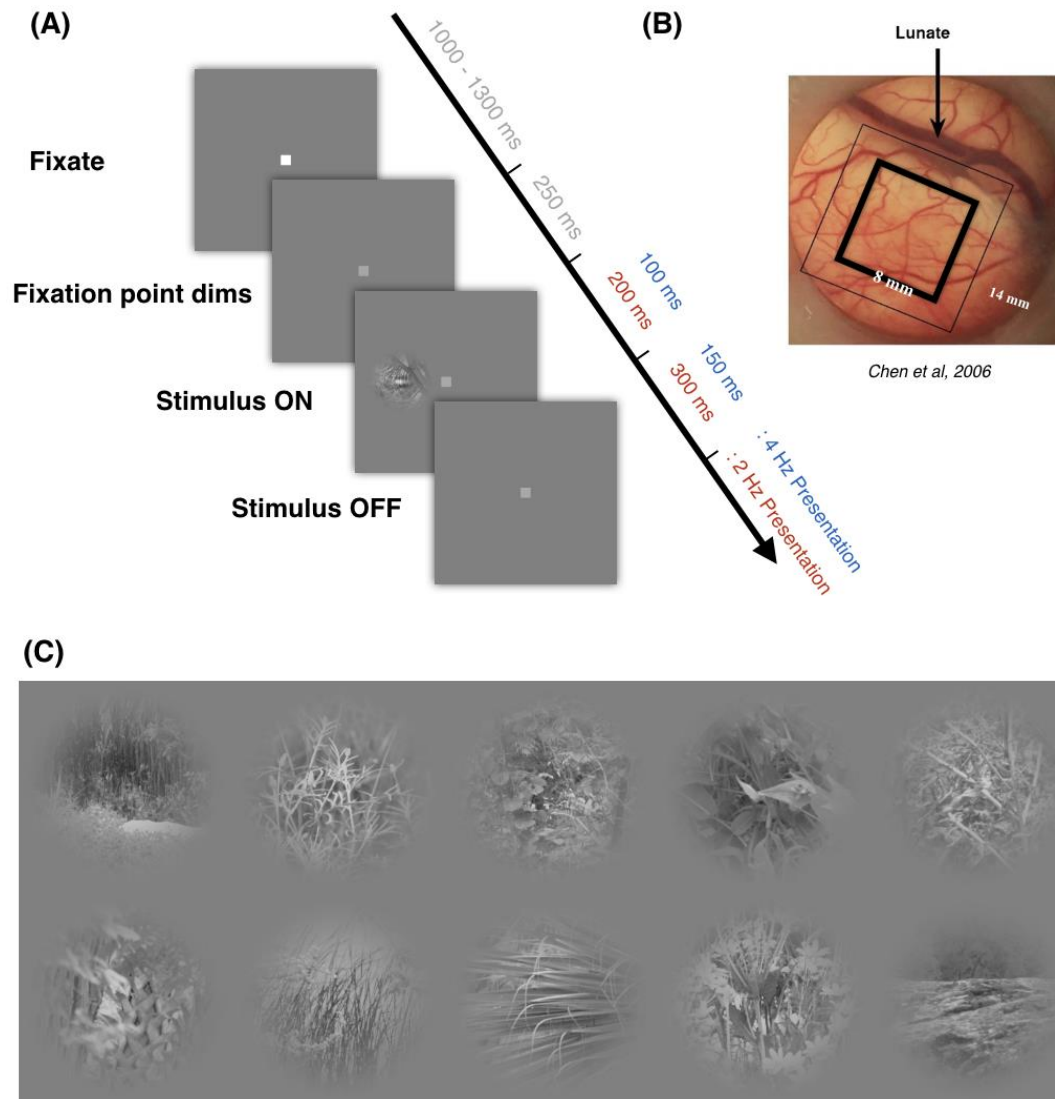 (A)
Fixate
Fixation point dims
Stimulus ON
Stimulus OFF
1000 - 1300 ms
250 ms
100 ms
200 ms
150 ms
300 ms
: 4 Hz Presentation
: 2 Hz Presentation
(B)
Lunate
8 mm
14 mm
Chen et al, 2006
(C)